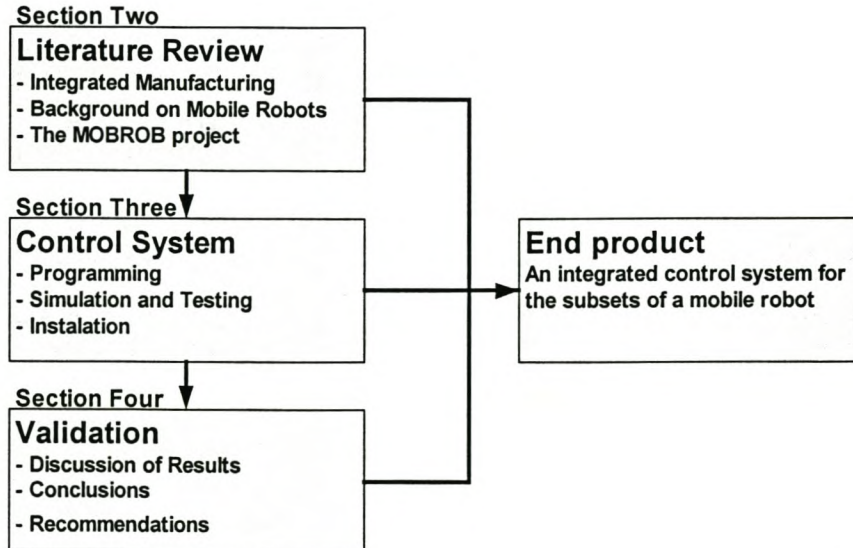 Section Two
Literature Review
- Integrated Manufacturing
- Background on Mobile Robots
- The MOBROB project
Section Three
Control System
- Programming
- Simulation and Testing
- Instalation
Section Four
Validation
- Discussion of Results
- Conclusions
- Recommendations
End product
An integrated control system for
the subsets of a mobile robot